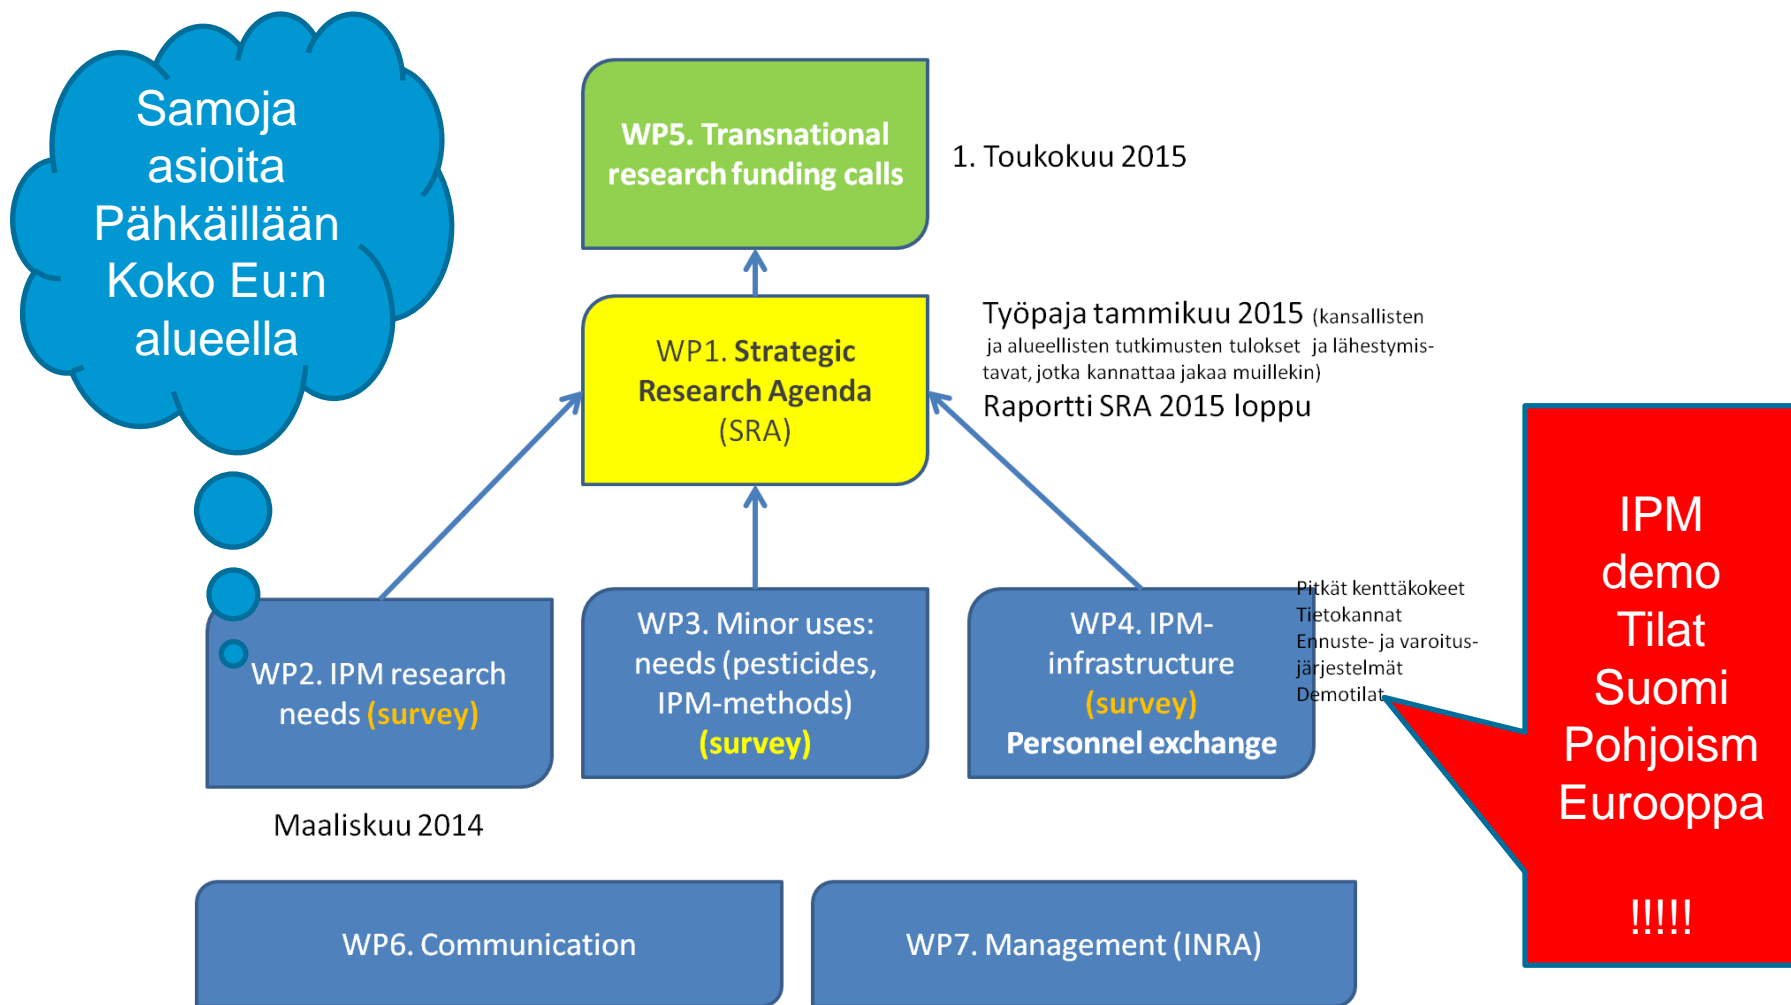 Samoja
asioita
Pähkäillään
Koko Eu:n
alueella
WP5. Transnational
research funding calls
1. Toukokuu 2015
WP1. Strategic
Research Agenda
(SRA)
Työpaja tammikuu 2015 (kansallisten
ja alueellisten tutkimusten tulokset ja lähestymis-
tavat, jotka kannattaa jakaa muillekin)
Raportti SRA 2015 loppu
WP2. IPM research
needs (survey)
Maaliskuu 2014
WP3. Minor uses:
needs (pesticides,
IPM-methods)
(survey)
WP4. IPM-
infrastructure
(survey)
Personnel exchange
Pitkät kenttäkokeet
Tietokannat
Ennuste- ja varoitus-
järjestelmät
Demotilat
IPM
demo
Tilat
Suomi
Pohjoism
Eurooppa
!!!!!
WP6. Communication
WP7. Management (INRA)